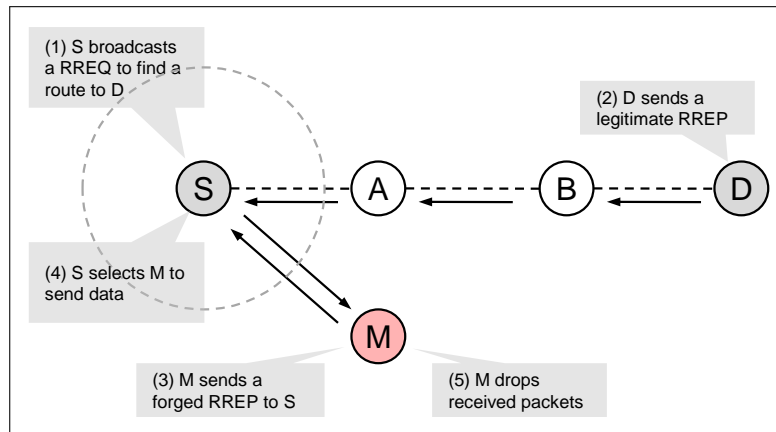 (1) S broadcasts
a RREQ to find a
route to D
(2) D sends a
legitimate RREP
S
A
B
D
(4) S selects M to
send data
M
(3) M sends a
forged RREP to S
(5) M drops
received packets